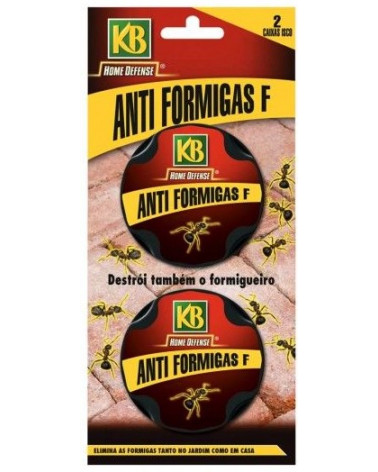 KB
HOME DEFENSE
2
CAIXAS ISCO
ANTI FORMIGAS F
KB
HOME DEFENSE
ANTI FORMIGAS F
Destrói também o formigueiro
KB
HOME DEFENSE
ANTI FORMIGAS F
ELIMINA AS FORMIGAS TANTO NO JARDIM COMO EM CASA